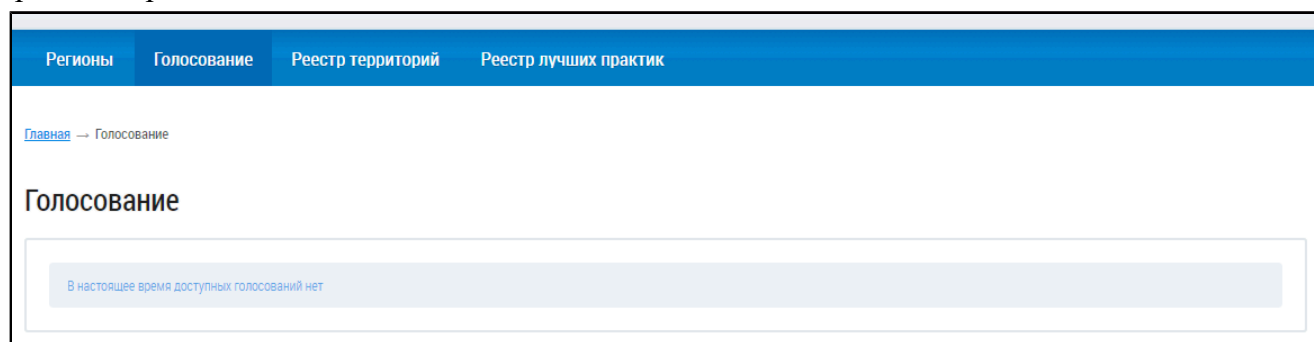 Регионы Голосование Реестр территорий Реестр лучших практик
Главная → Голосование
Голосование
В настоящее время доступных голосований нет